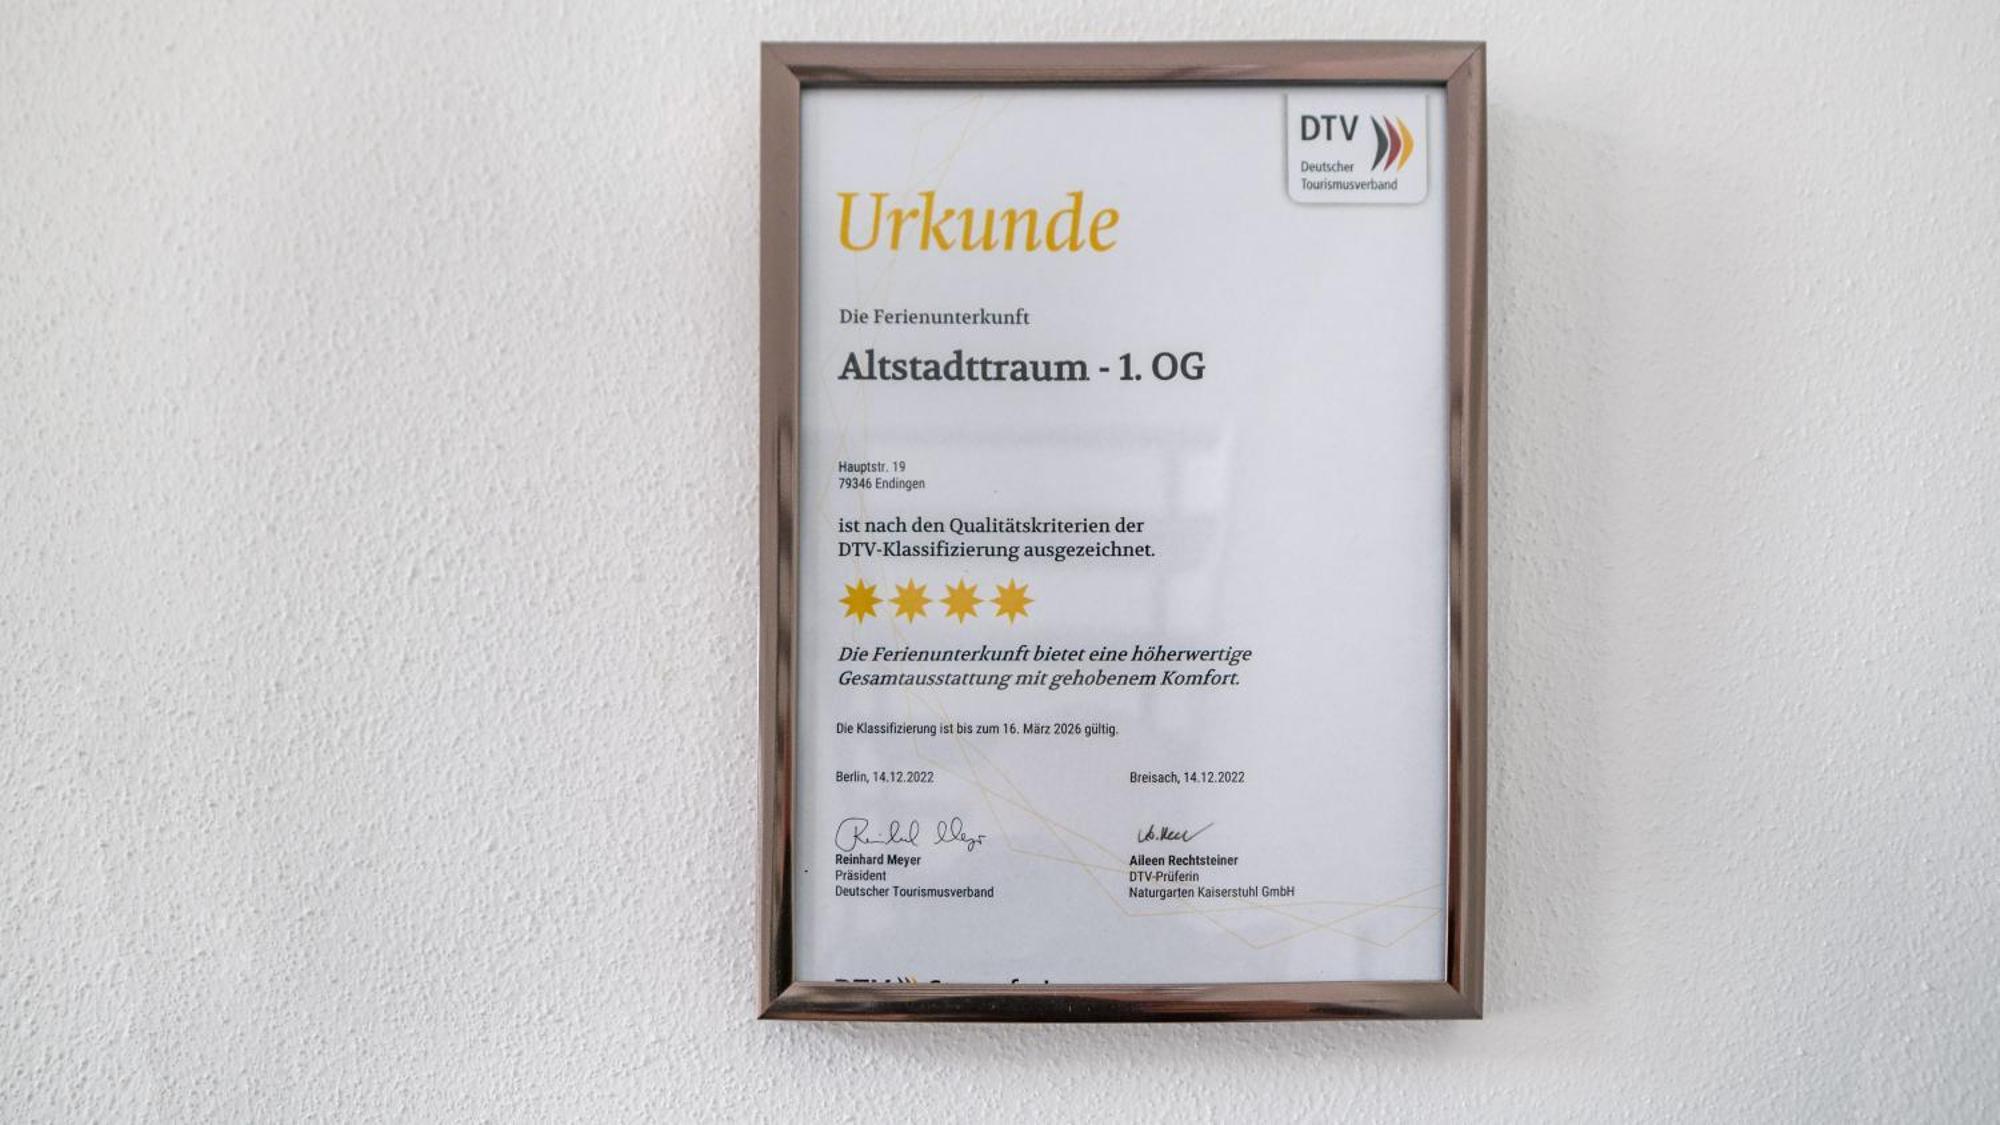 DTV
Deutscher
Tourismusverband
Urkunde
Die Ferienunterkunft
Altstadttraum - 1. OG
Hauptstr. 19
79346 Endingen
ist nach den Qualitätskriterien der
DTV-Klassifizierung ausgezeichnet.
Die Ferienunterkunft bietet eine höherwertige
Gesamtausstattung mit gehobenem Komfort.
Die Klassifizierung ist bis zum 16. März 2026 gültig.
Berlin, 14.12.2022
Reinhard Meyer
Präsident
Deutscher Tourismusverband
Breisach, 14.12.2022
Aileen Rechtsteiner
DTV-Prüferin
Naturgarten Kaiserstuhl GmbH